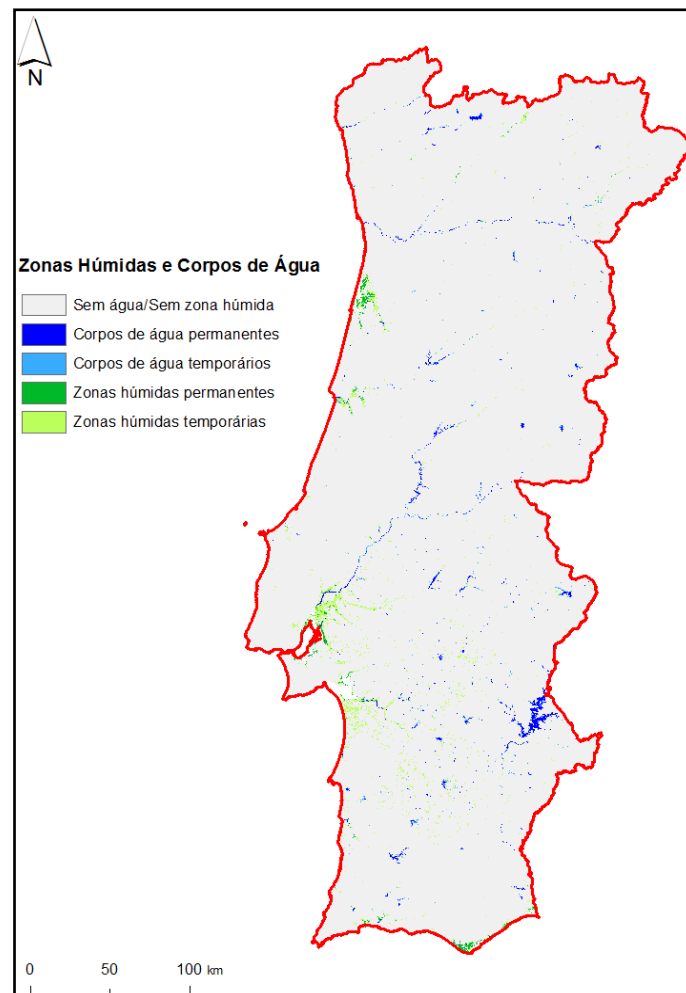 N
Zonas Húmidas e Corpos de Água
Sem água/Sem zona húmida
Corpos de água permanentes
Corpos de água temporários
Zonas húmidas permanentes
Zonas húmidas temporárias
0 50 100 km